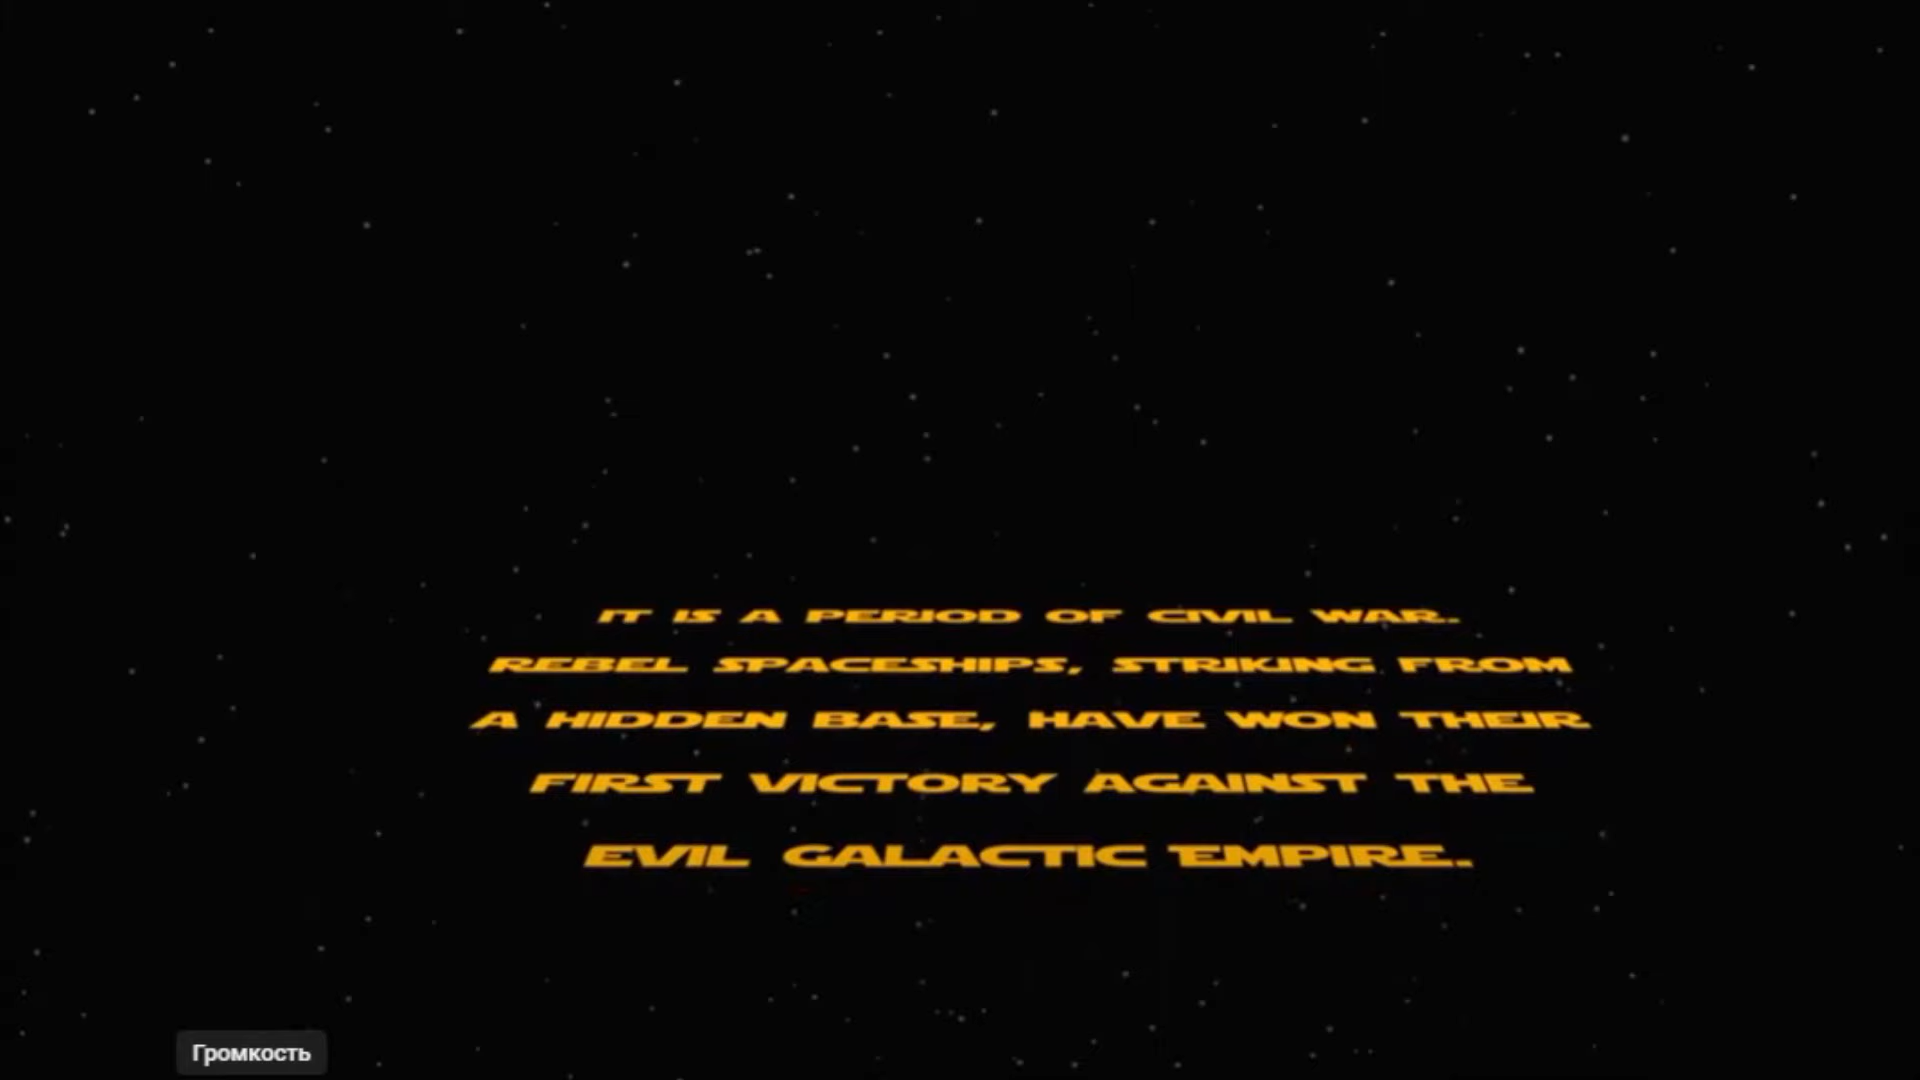 IT IS A PERIOD OF CIVIL WAR.
REBEL SPACESHIPS, STRIKING FROM
A HIDDEN BASE, HAVE WON THEIR
FIRST VICTORY AGAINST THE
EVIL GALACTIC EMPIRE.
Громкость